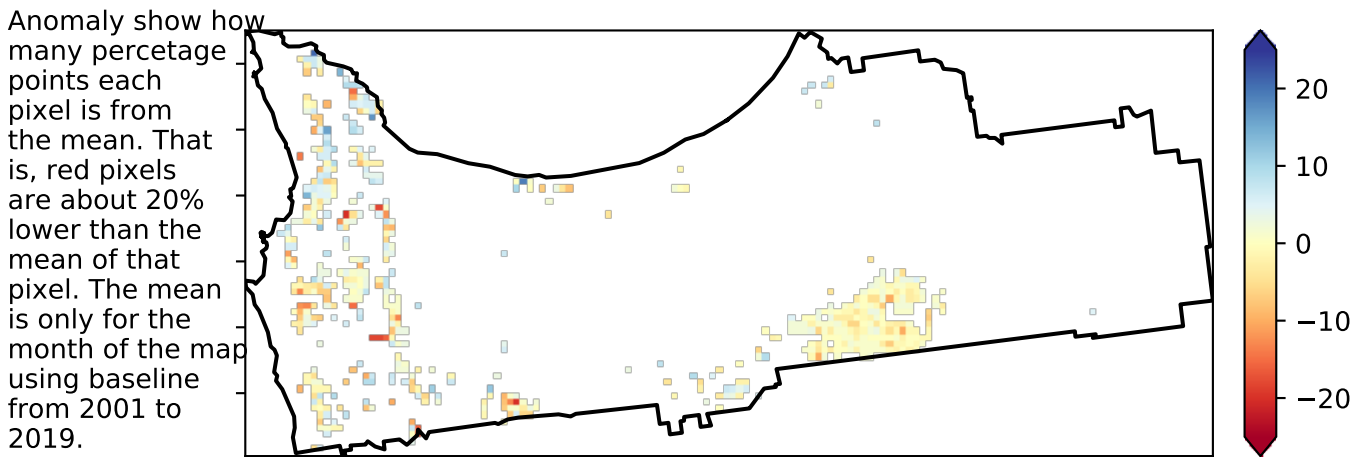 Anomaly show how
many percetage
points each
pixel is from
the mean. That
is, red pixels
are about 20%
lower than the
mean of that
pixel. The mean
is only for the
month of the map
using baseline
from 2001 to
2019.
20
10
0
−10
−20